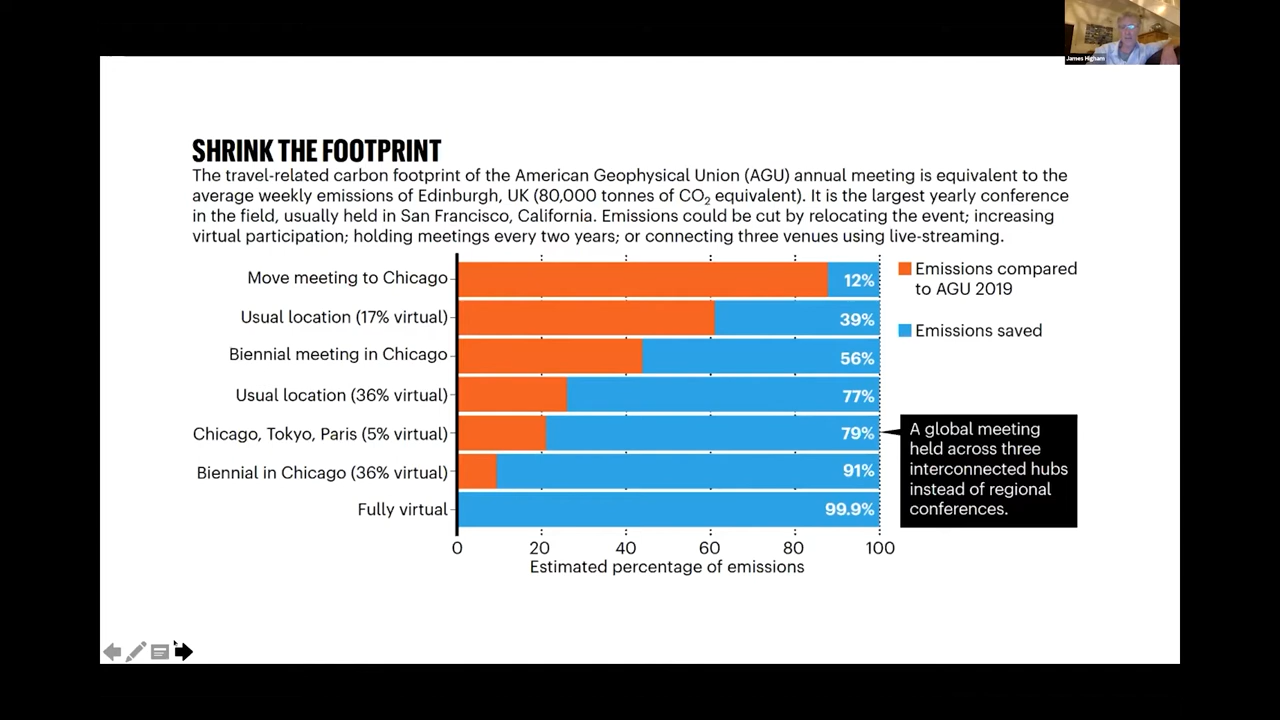 James Higham
SHRINK THE FOOTPRINT
The travel-related carbon footprint of the American Geophysical Union (AGU) annual meeting is equivalent to the
average weekly emissions of Edinburgh, UK (80,000 tonnes of CO₂ equivalent). It is the largest yearly conference
in the field, usually held in San Francisco, California. Emissions could be cut by relocating the event; increasing
virtual participation; holding meetings every two years; or connecting three venues using live-streaming.
Move meeting to Chicago 12%
Usual location (17% virtual) 39%
Biennial meeting in Chicago 56%
Usual location (36% virtual) 77%
Chicago, Tokyo, Paris (5% virtual) 79%
Biennial in Chicago (36% virtual) 91%
Fully virtual 99.9%
0 20 40 60 80 100
Estimated percentage of emissions
Emissions compared
to AGU 2019
Emissions saved
A global meeting
held across three
interconnected hubs
instead of regional
conferences.